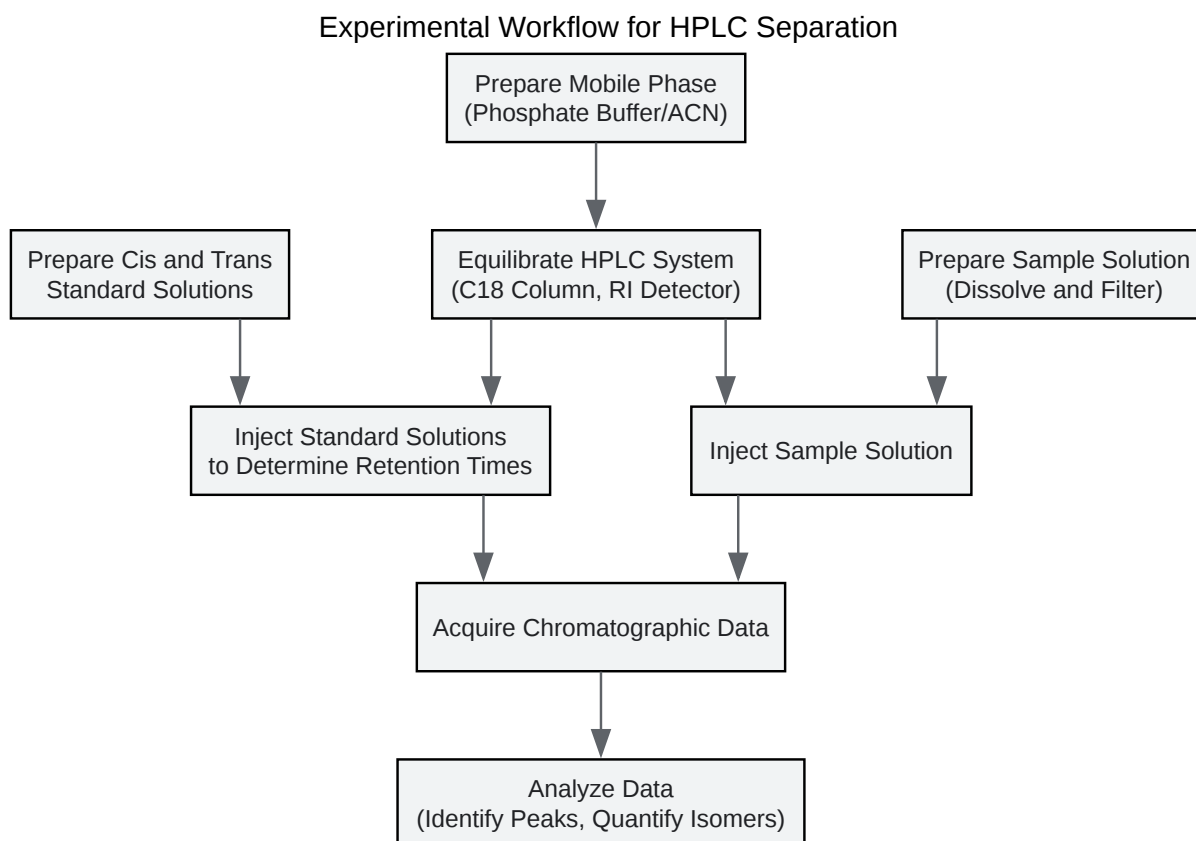 Experimental Workflow for HPLC Separation
Prepare Mobile Phase
(Phosphate Buffer/ACN)
Prepare Cis and Trans
Standard Solutions
Equilibrate HPLC System
(C18 Column, RI Detector)
Prepare Sample Solution
(Dissolve and Filter)
Inject Standard Solutions
to Determine Retention Times
Inject Sample Solution
Acquire Chromatographic Data
Analyze Data
(Identify Peaks, Quantify Isomers)